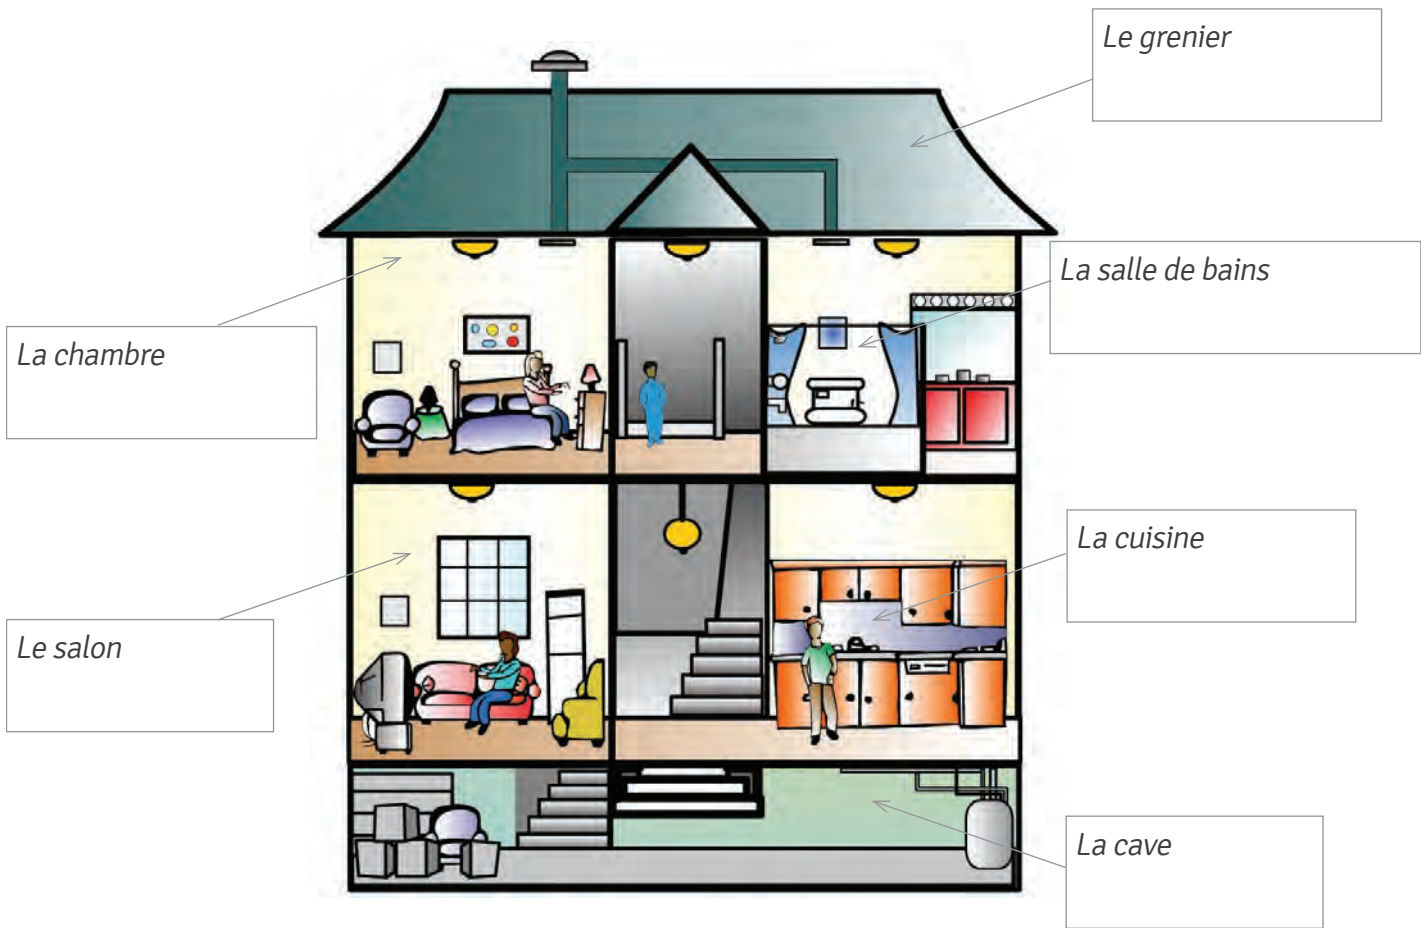 Le grenier
La salle de bains
La chambre
La cuisine
Le salon
La cave